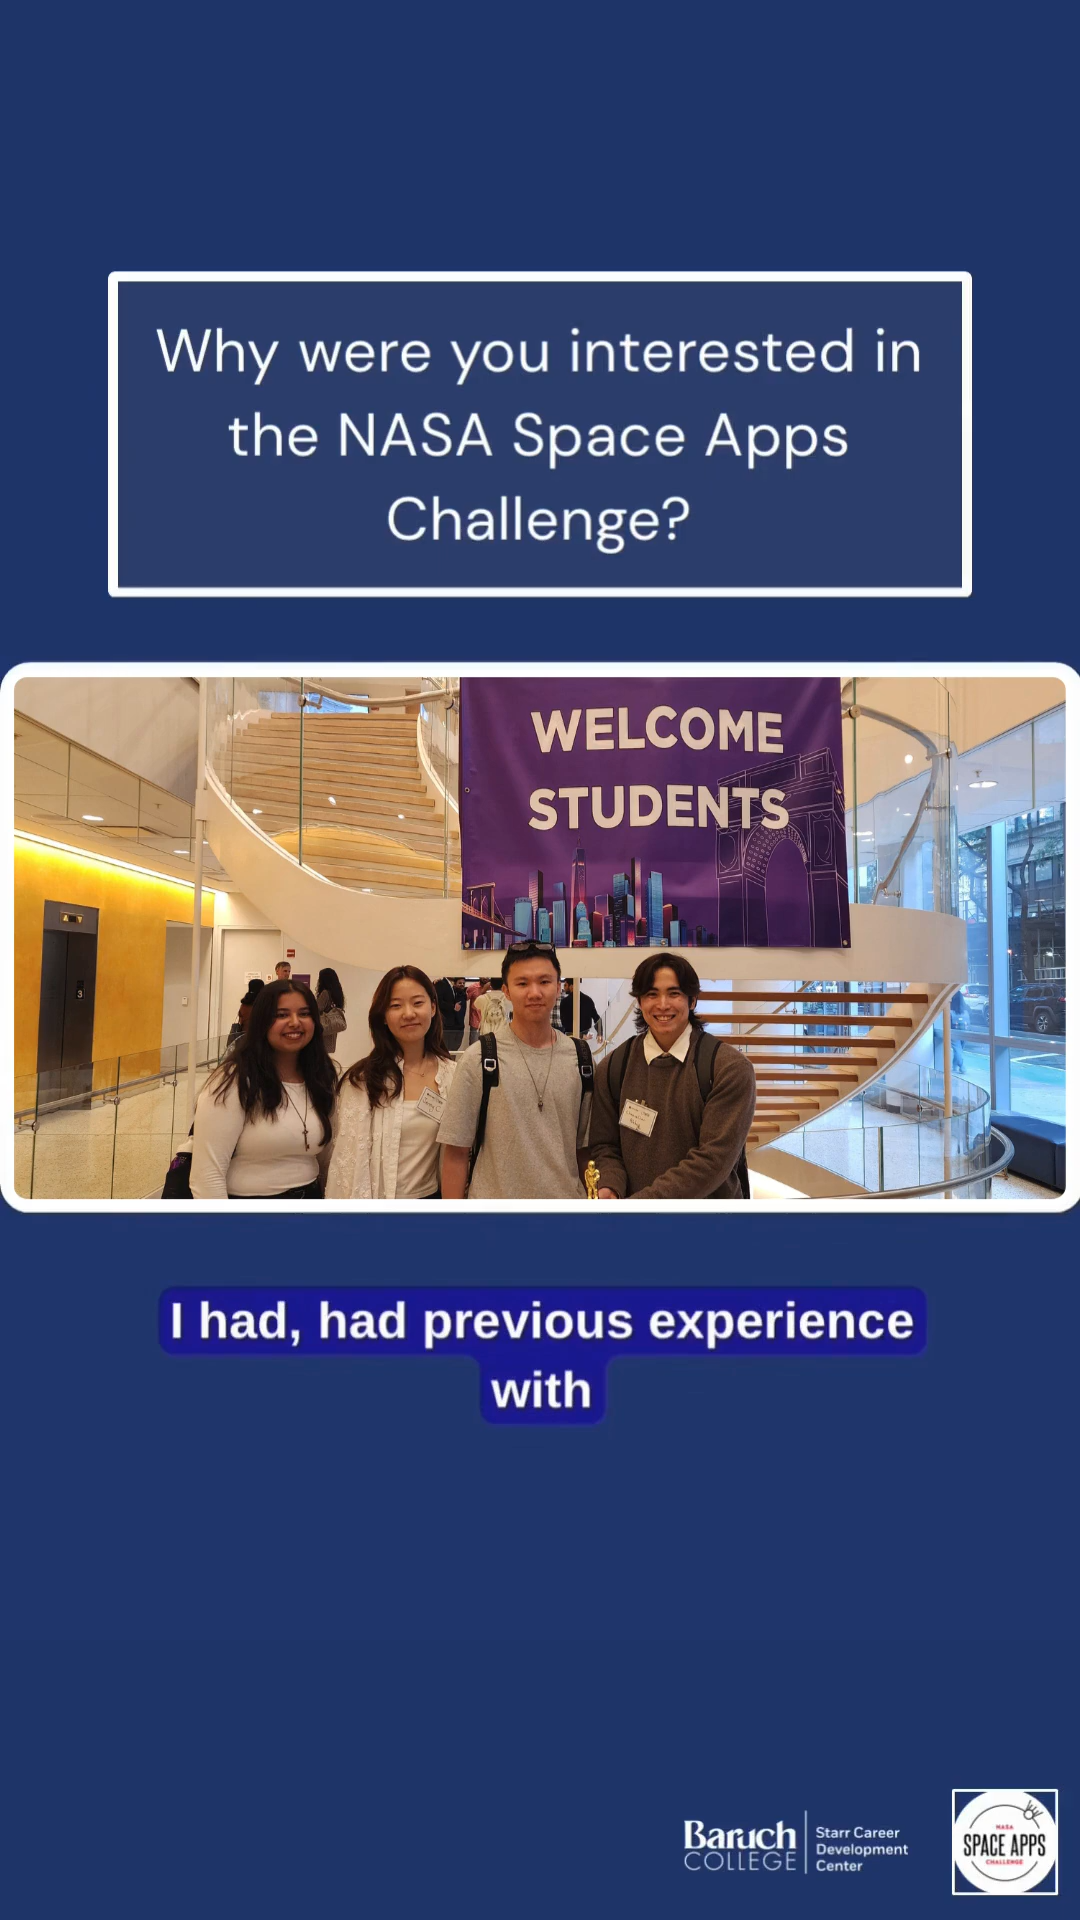 Why were you interested in
the NASA Space Apps
Challenge?
WELCOME
STUDENTS
3
I had, had previous experience
with
Baruch
COLLEGE
Starr Career
Development
Center
NASA
SPACE APPS
CHALLENGE